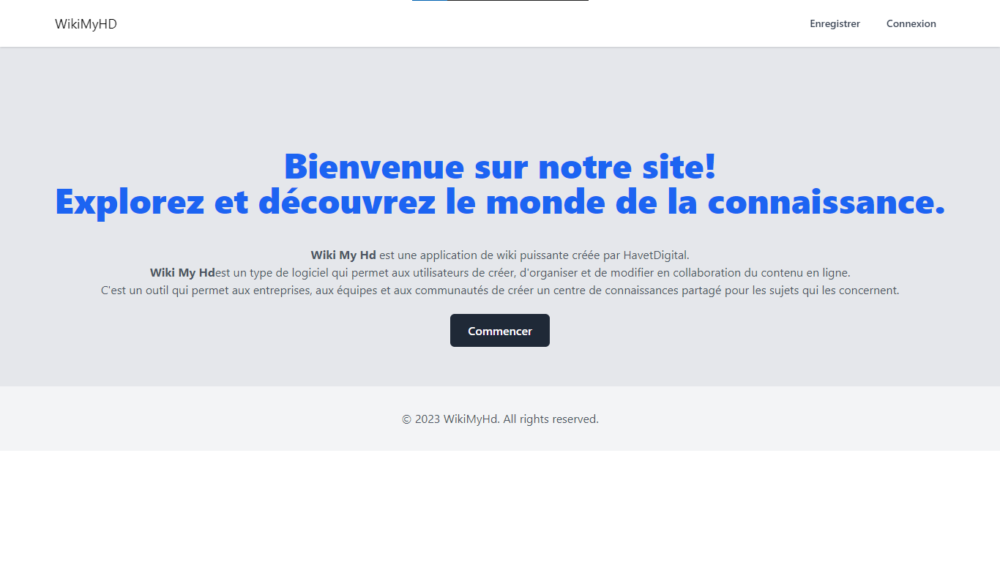 WikiMyHD
Enregistrer
Connexion
Bienvenue sur notre site!
Explorez et découvrez le monde de la connaissance.
Wiki My Hd est une application de wiki puissante créée par HavetDigital.
Wiki My Hdest un type de logiciel qui permet aux utilisateurs de créer, d'organiser et de modifier en collaboration du contenu en ligne.
C'est un outil qui permet aux entreprises, aux équipes et aux communautés de créer un centre de connaissances partagé pour les sujets qui les concernent.
Commencer
© 2023 WikiMyHd. All rights reserved.